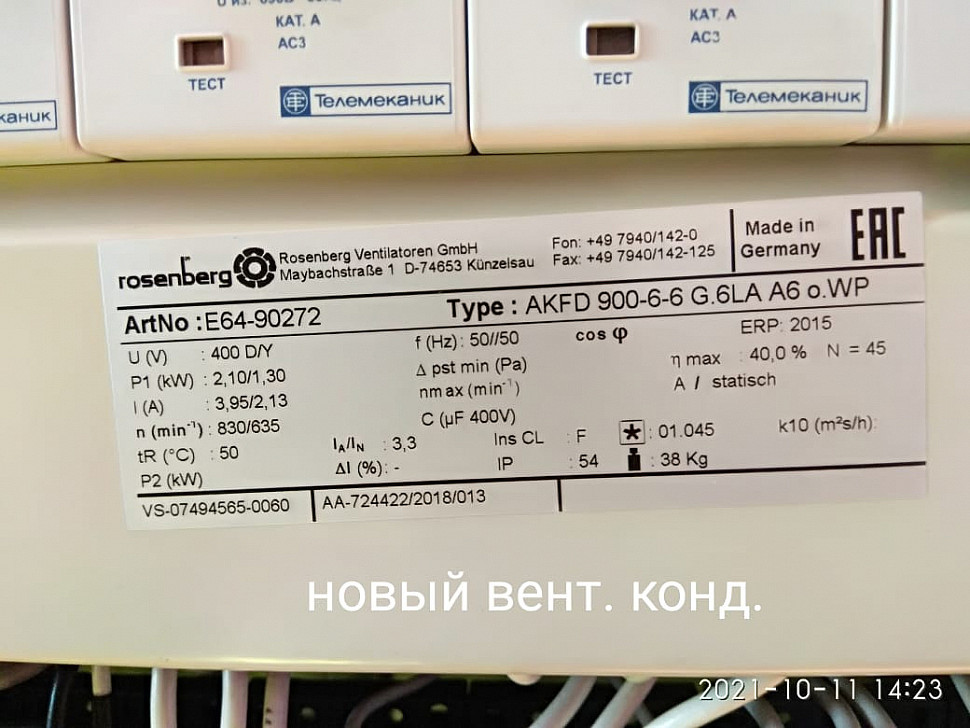 КАТ. А
АС3
ТЕСТ
Телемеканик
КАТ. А
АС3
ТЕСТ
Телемеканик
rosenberg
Rosenberg Ventilatoren GmbH
Maybachstraße 1 D-74653 Künzelsau
Fon: +49 7940/142-0
Fax: +49 7940/142-125
Made in
Germany
EAC
ArtNo :E64-90272
Type : AKFD 900-6-6 G.6LA A6 o.WP
U (V) : 400 D/Y
P1 (kW) : 2,10/1,30
I (A) : 3,95/2,13
n (min⁻¹) : 830/635
tR (°C) : 50
P2 (kW)
IA/IN : 3,3
ΔI (%): -
f (Hz) : 50//50
Δ pst min (Pa)
nmax (min⁻¹)
C (µF 400V)
Ins CL : F
IP : 54
cos φ
ERP: 2015
η max : 40,0 % N = 45
A / statisch
: 01.045
: 38 Kg
k10 (m²s/h):
VS-07494565-0060
AA-724422/2018/013
новый вент. конд.
2021-10-11 14:23